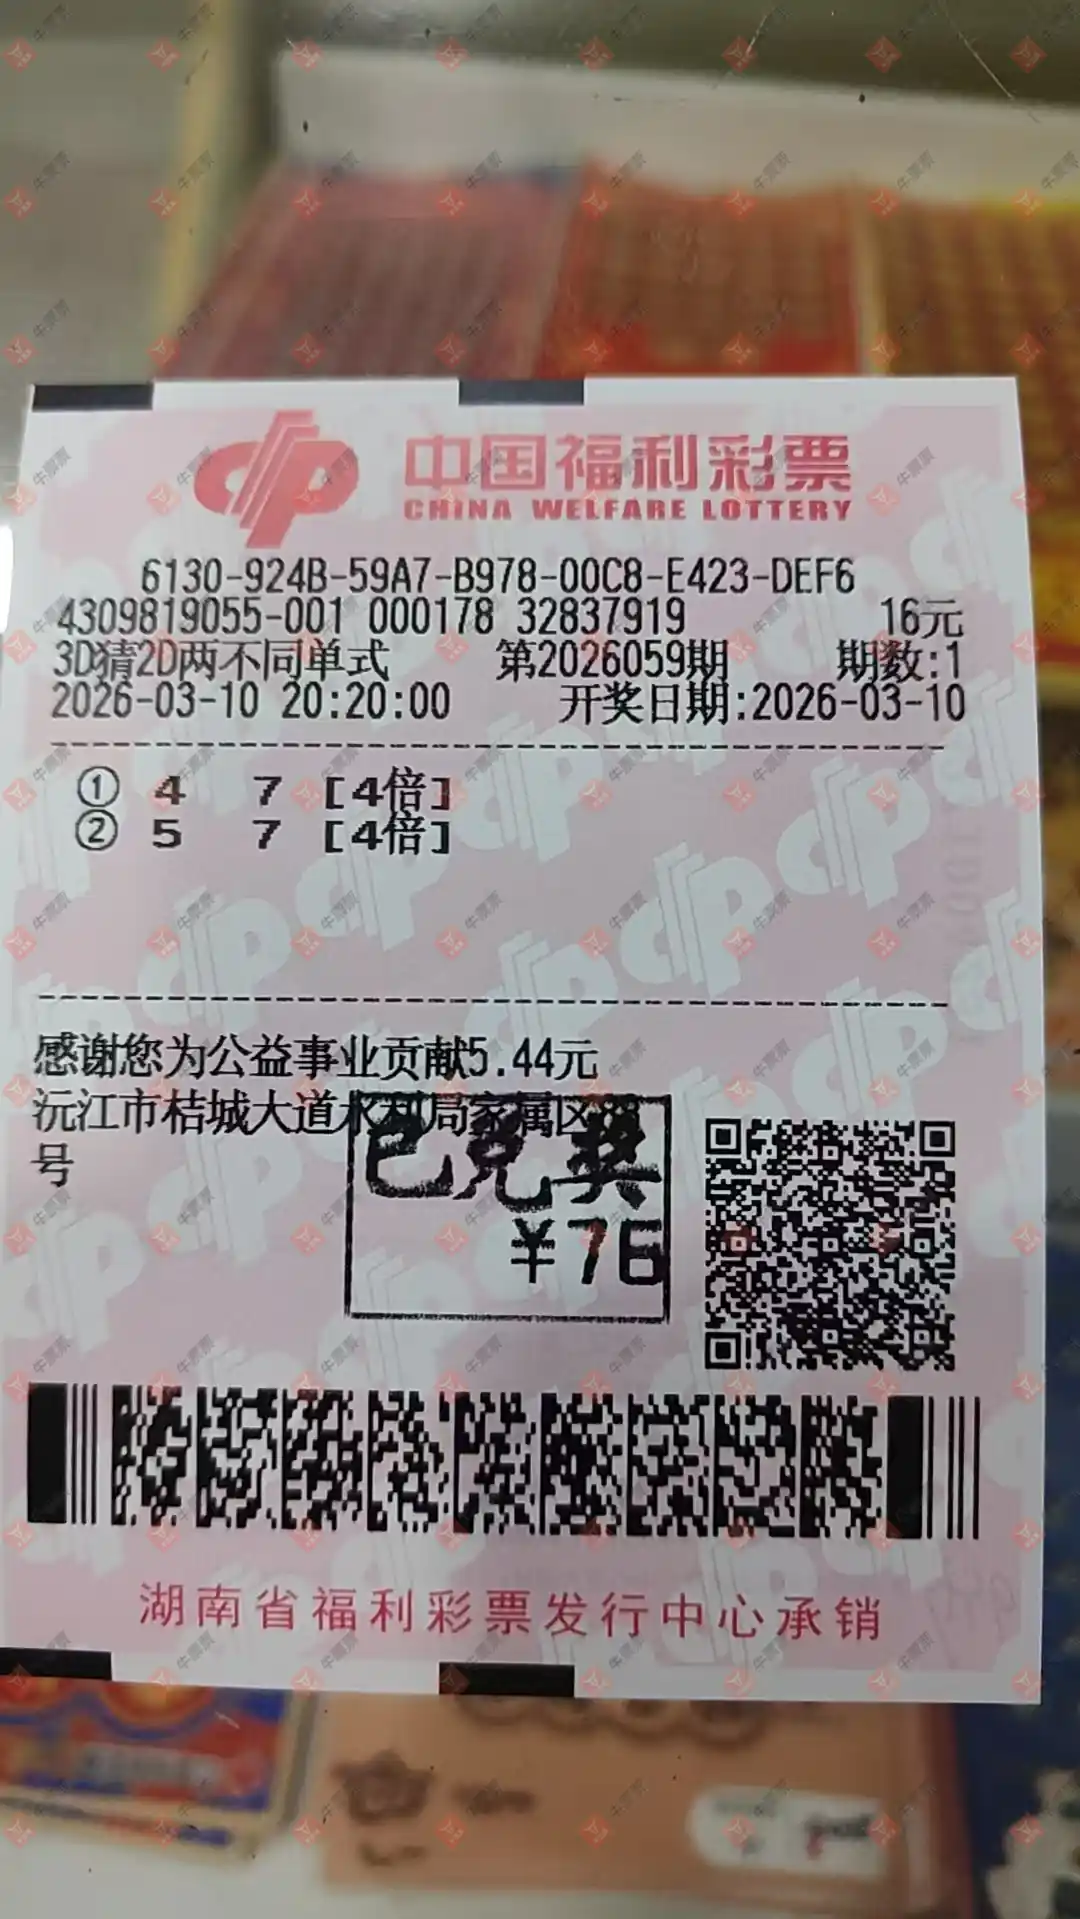 中国福利彩票
CHINA WELFARE LOTTERY
6130-924B-59A7-B978-00C8-E423-DEF6
4309819055-001 000178 32837919 16元
3D猜2D两不同单式 第2026059期 期数:1
2026-03-10 20:20:00 开奖日期:2026-03-10
① 4 7 [4倍]
② 5 7 [4倍]
感谢您为公益事业贡献5.44元
沅江市桔城大道水利局家属区
号
已兑奖
¥76
湖南省福利彩票发行中心承销
牛票票